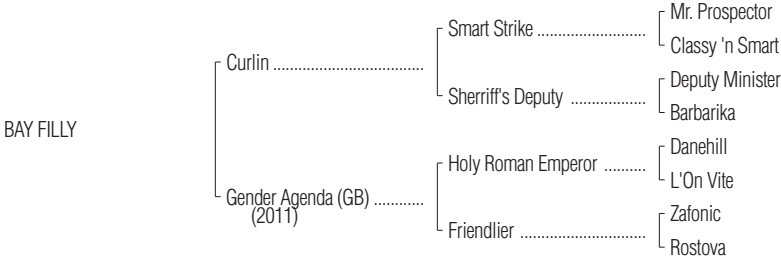 Mr. Prospector
Smart Strike ..........................
Classy 'n Smart
Curlin ....................................
Deputy Minister
Sherriff's Deputy ..................
Barbarika
BAY FILLY
Danehill
Holy Roman Emperor ..........
L'On Vite
Gender Agenda (GB) ............
(2011)
Zafonic
Friendlier ..............................
Rostova